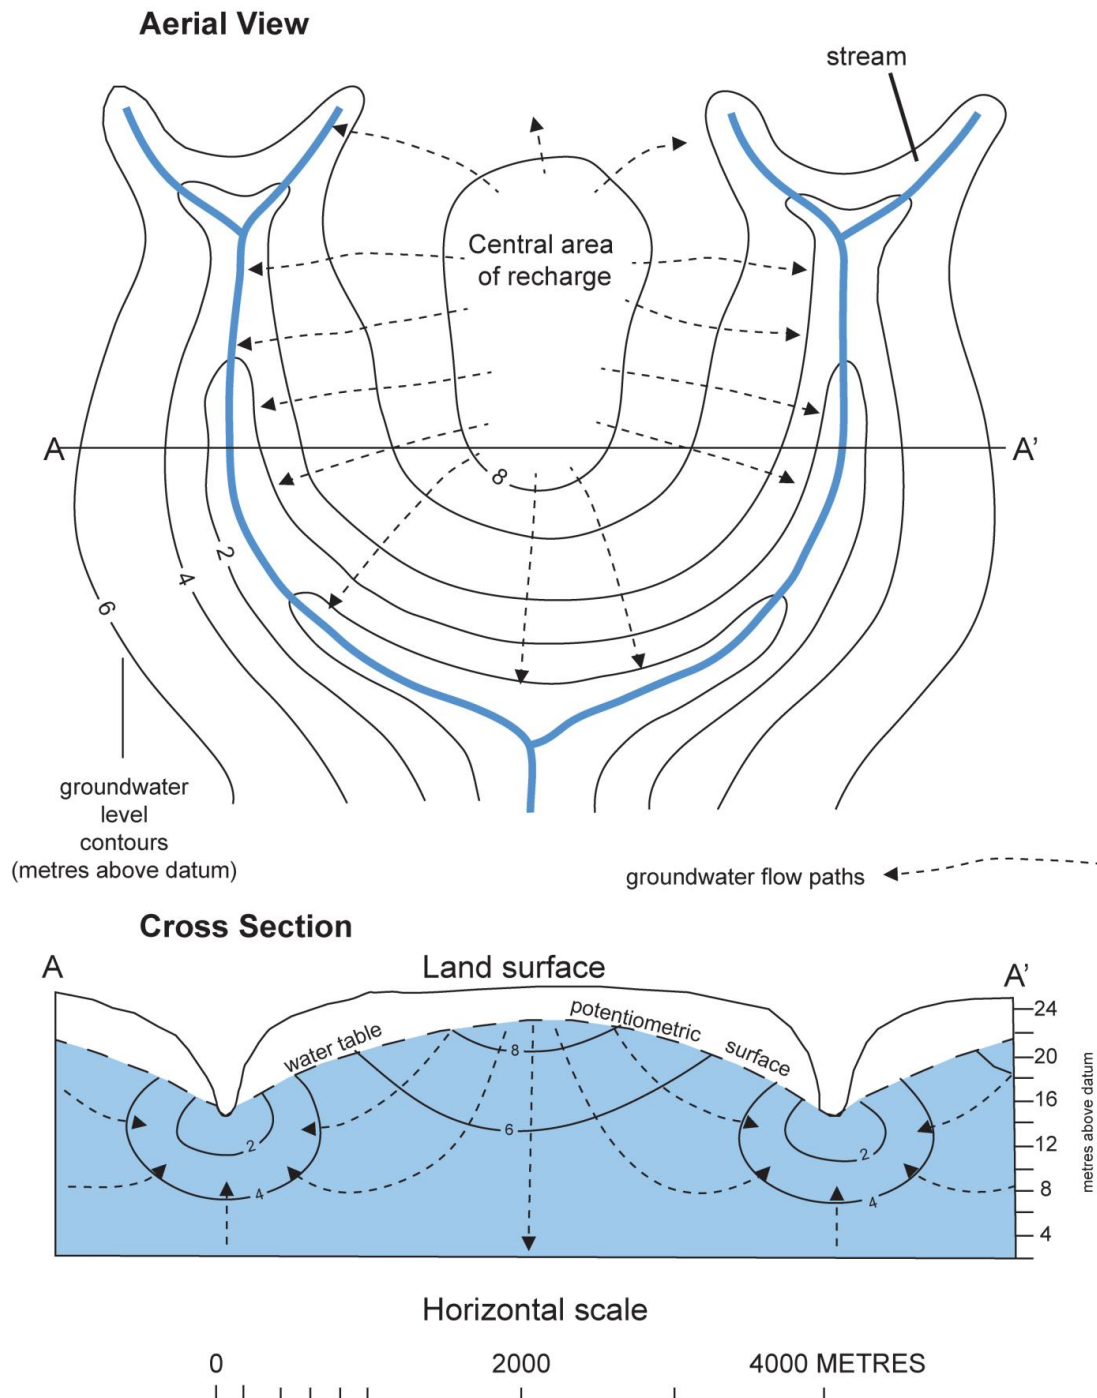 Aerial View
stream
Central area
of recharge
A
A'
8
2
4
6
groundwater
level
contours
(metres above datum)
groundwater flow paths
Cross Section
A
Land surface
A'
water table
potentiometric
surface
8
6
2
4
2
4
24
20
16
12
8
4
metres above datum
Horizontal scale
0
2000
4000 METRES